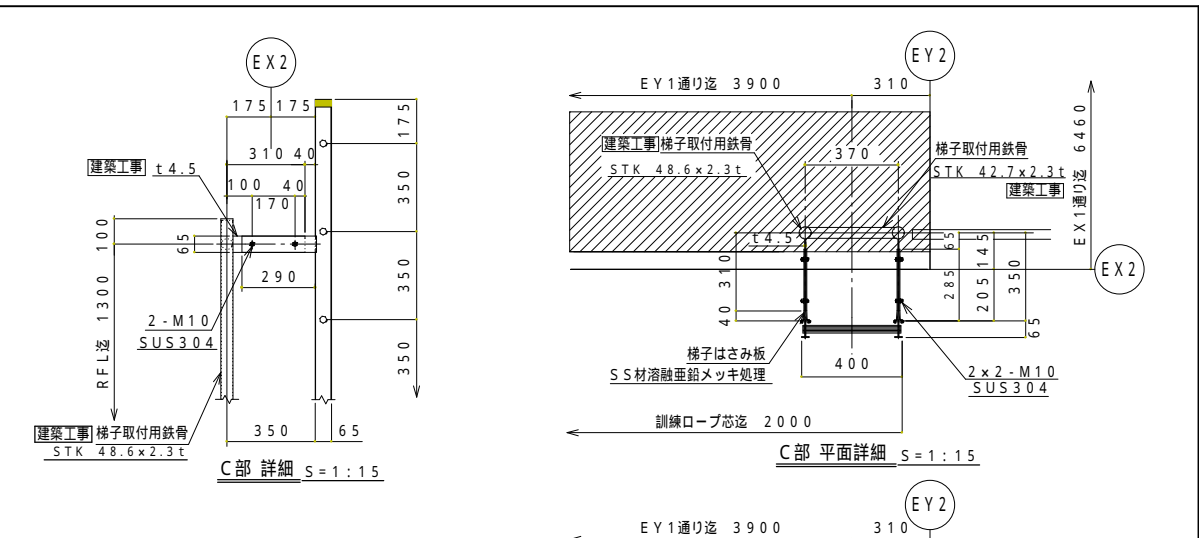 EX2
175 175
175
310 40
建築工事 t4.5
100 40
170
350
100
65
290
350
RFL迄 1300
2-M10
SUS304
350
建築工事 梯子取付用鉄骨
STK 48.6×2.3t
350 65
C部 詳細 S=1:15
EY2
EY1通り迄 3900 310
建築工事 梯子取付用鉄骨
STK 48.6×2.3t
370
梯子取付用鉄骨
STK 42.7×2.3t
建築工事
EX1通り迄 6460
t4.5
65
145
310
285
205
350
EX2
40
65
梯子はさみ板
SS材溶融亜鉛メッキ処理
400
2×2-M10
SUS304
訓練ロープ芯迄 2000
C部 平面詳細 S=1:15
EY2
EY1通り迄 3900 310